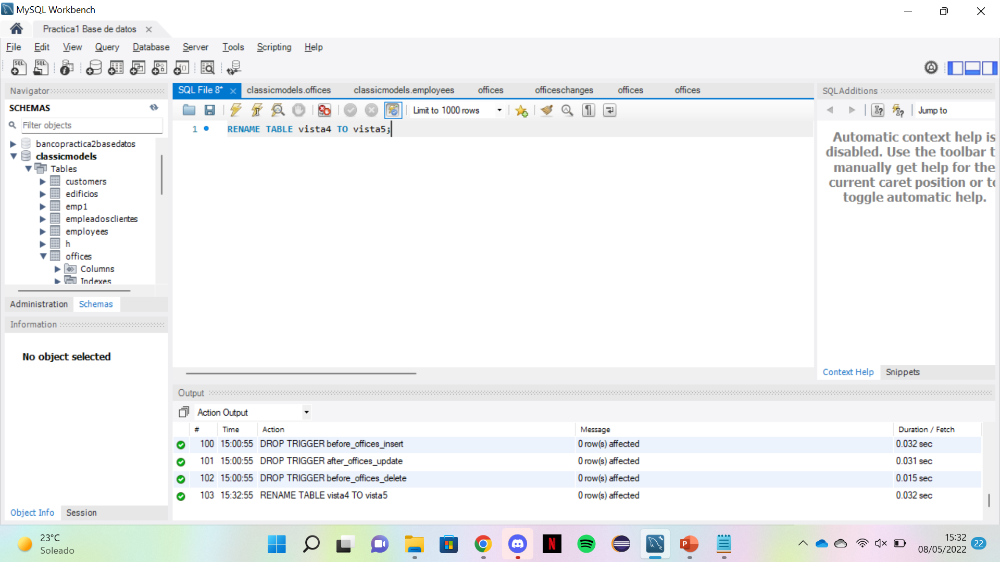 MySQL Workbench
Practica1 Base de datos
File Edit View Query Database Server Tools Scripting Help
Navigator
SCHEMAS
Filter objects
bancopractica2basedatos
classicmodels
Tables
customers
edificios
emp1
empleadosclientes
employees
h
offices
Columns
Indexes
Administration Schemas
Information
No object selected
Object Info Session
SQL File 8* classicmodels.offices classicmodels.employees offices officeschanges offices offices
Limit to 1000 rows
1 RENAME TABLE vista4 TO vista5;
SQLAdditions
Jump to
Automatic context help is
disabled. Use the toolbar t
manually get help for the
current caret position or to
toggle automatic help.
Context Help Snippets
Output
Action Output
# Time Action Message Duration / Fetch
100 15:00:55 DROP TRIGGER before_offices_insert 0 row(s) affected 0.032 sec
101 15:00:55 DROP TRIGGER after_offices_update 0 row(s) affected 0.031 sec
102 15:00:55 DROP TRIGGER before_offices_delete 0 row(s) affected 0.015 sec
103 15:32:55 RENAME TABLE vista4 TO vista5 0 row(s) affected 0.032 sec
23°C
Soleado
15:32
08/05/2022
22